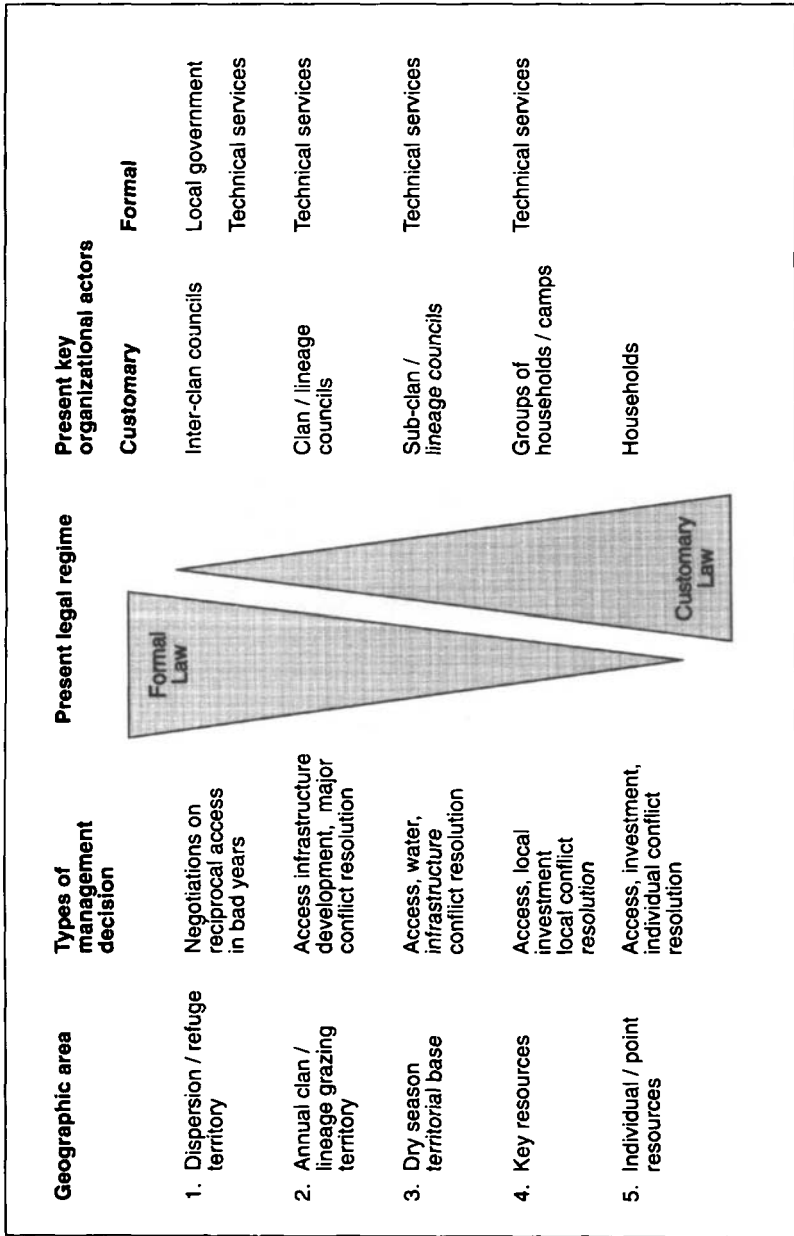 Geographic area
Types of
management
decision
Present legal regime
Present key
organizational actors
Customary
Formal
1. Dispersion / refuge
territory
Negotiations on
reciprocal access
in bad years
Inter-clan councils
Local government
Technical services
2. Annual clan /
lineage grazing
territory
Access infrastructure
development, major
conflict resolution
Clan / lineage
councils
Technical services
3. Dry season
territorial base
Access, water,
infrastructure
conflict resolution
Sub-clan /
lineage councils
Technical services
4. Key resources
Access, local
investment
local conflict
resolution
Groups of
households / camps
Technical services
5. Individual / point
resources
Access, investment,
individual conflict
resolution
Households
Formal
Law
Customary
Law